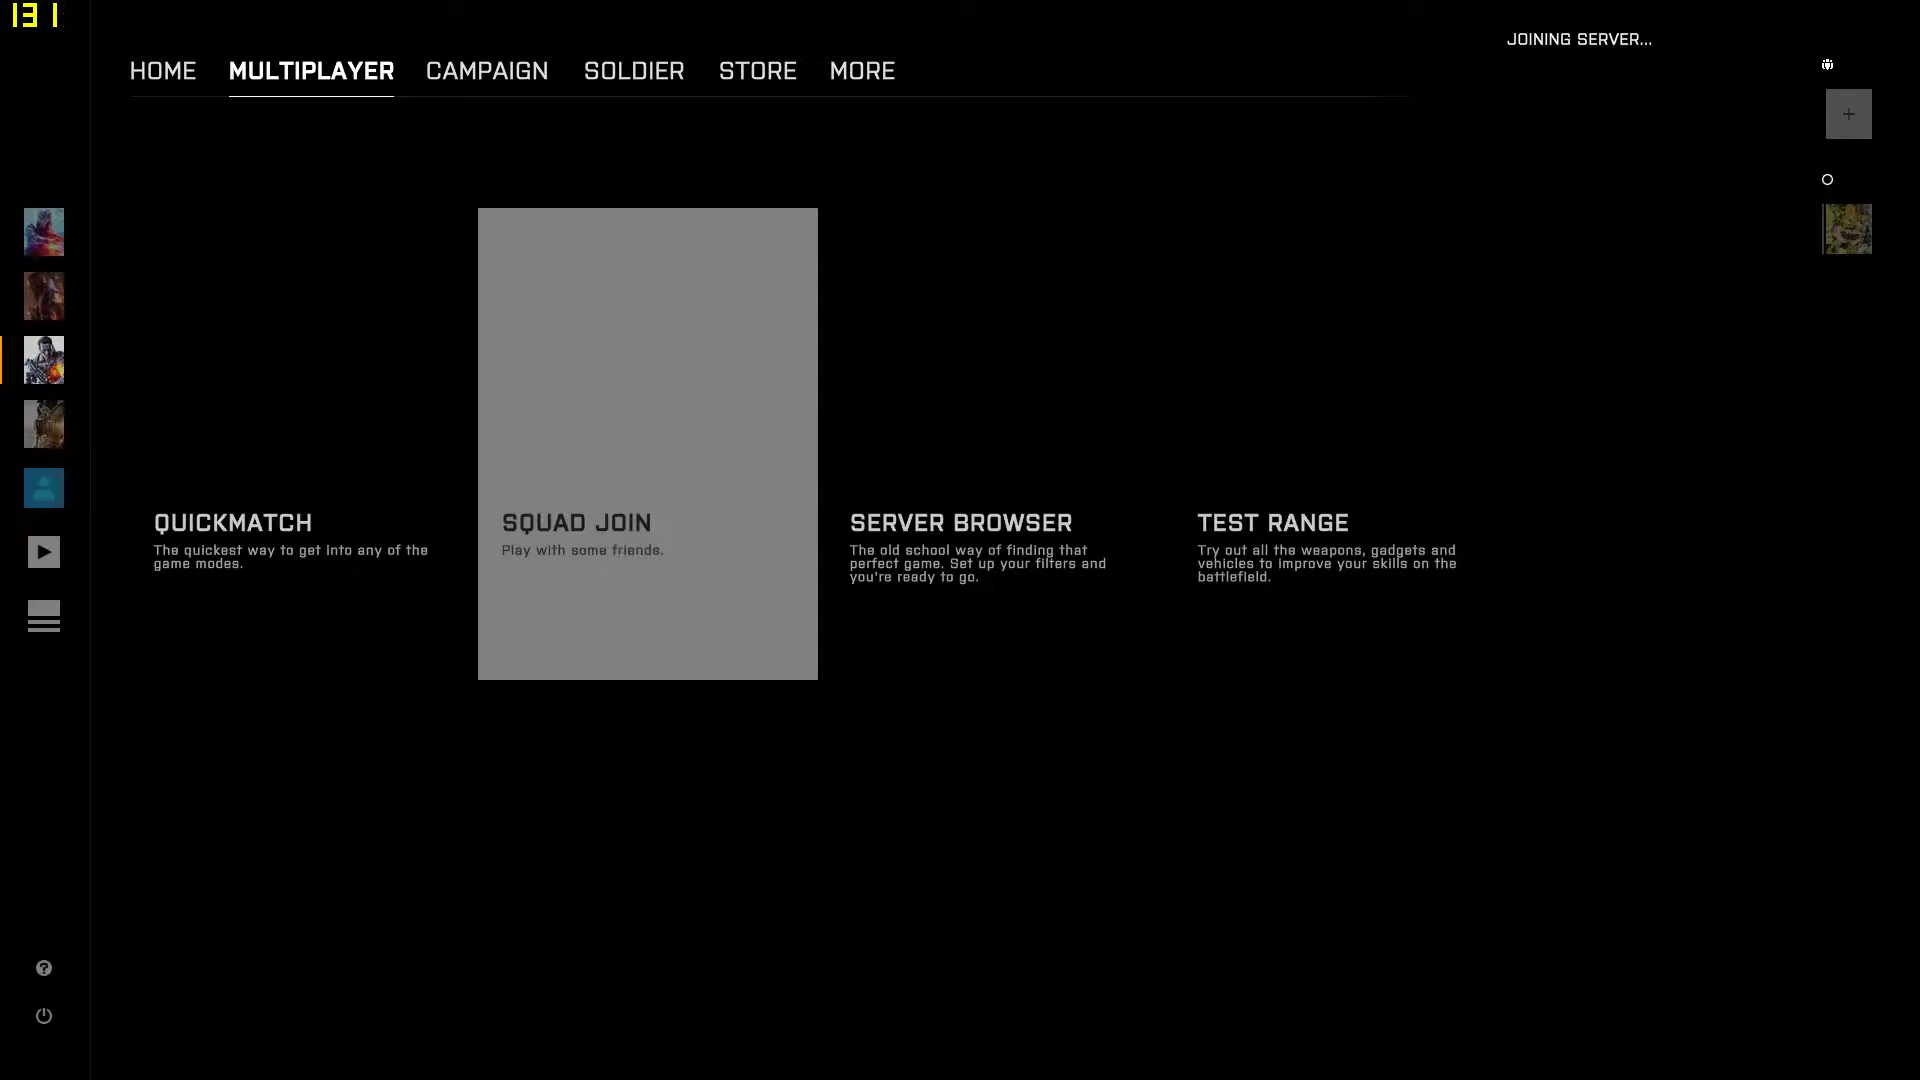 131
JOINING SERVER...
HOME MULTIPLAYER CAMPAIGN SOLDIER STORE MORE
QUICKMATCH
The quickest way to get into any of the
game modes.
SQUAD JOIN
Play with some friends.
SERVER BROWSER
The old school way of finding that
perfect game. Set up your filters and
you're ready to go.
TEST RANGE
Try out all the weapons, gadgets and
vehicles to improve your skills on the
battlefield.